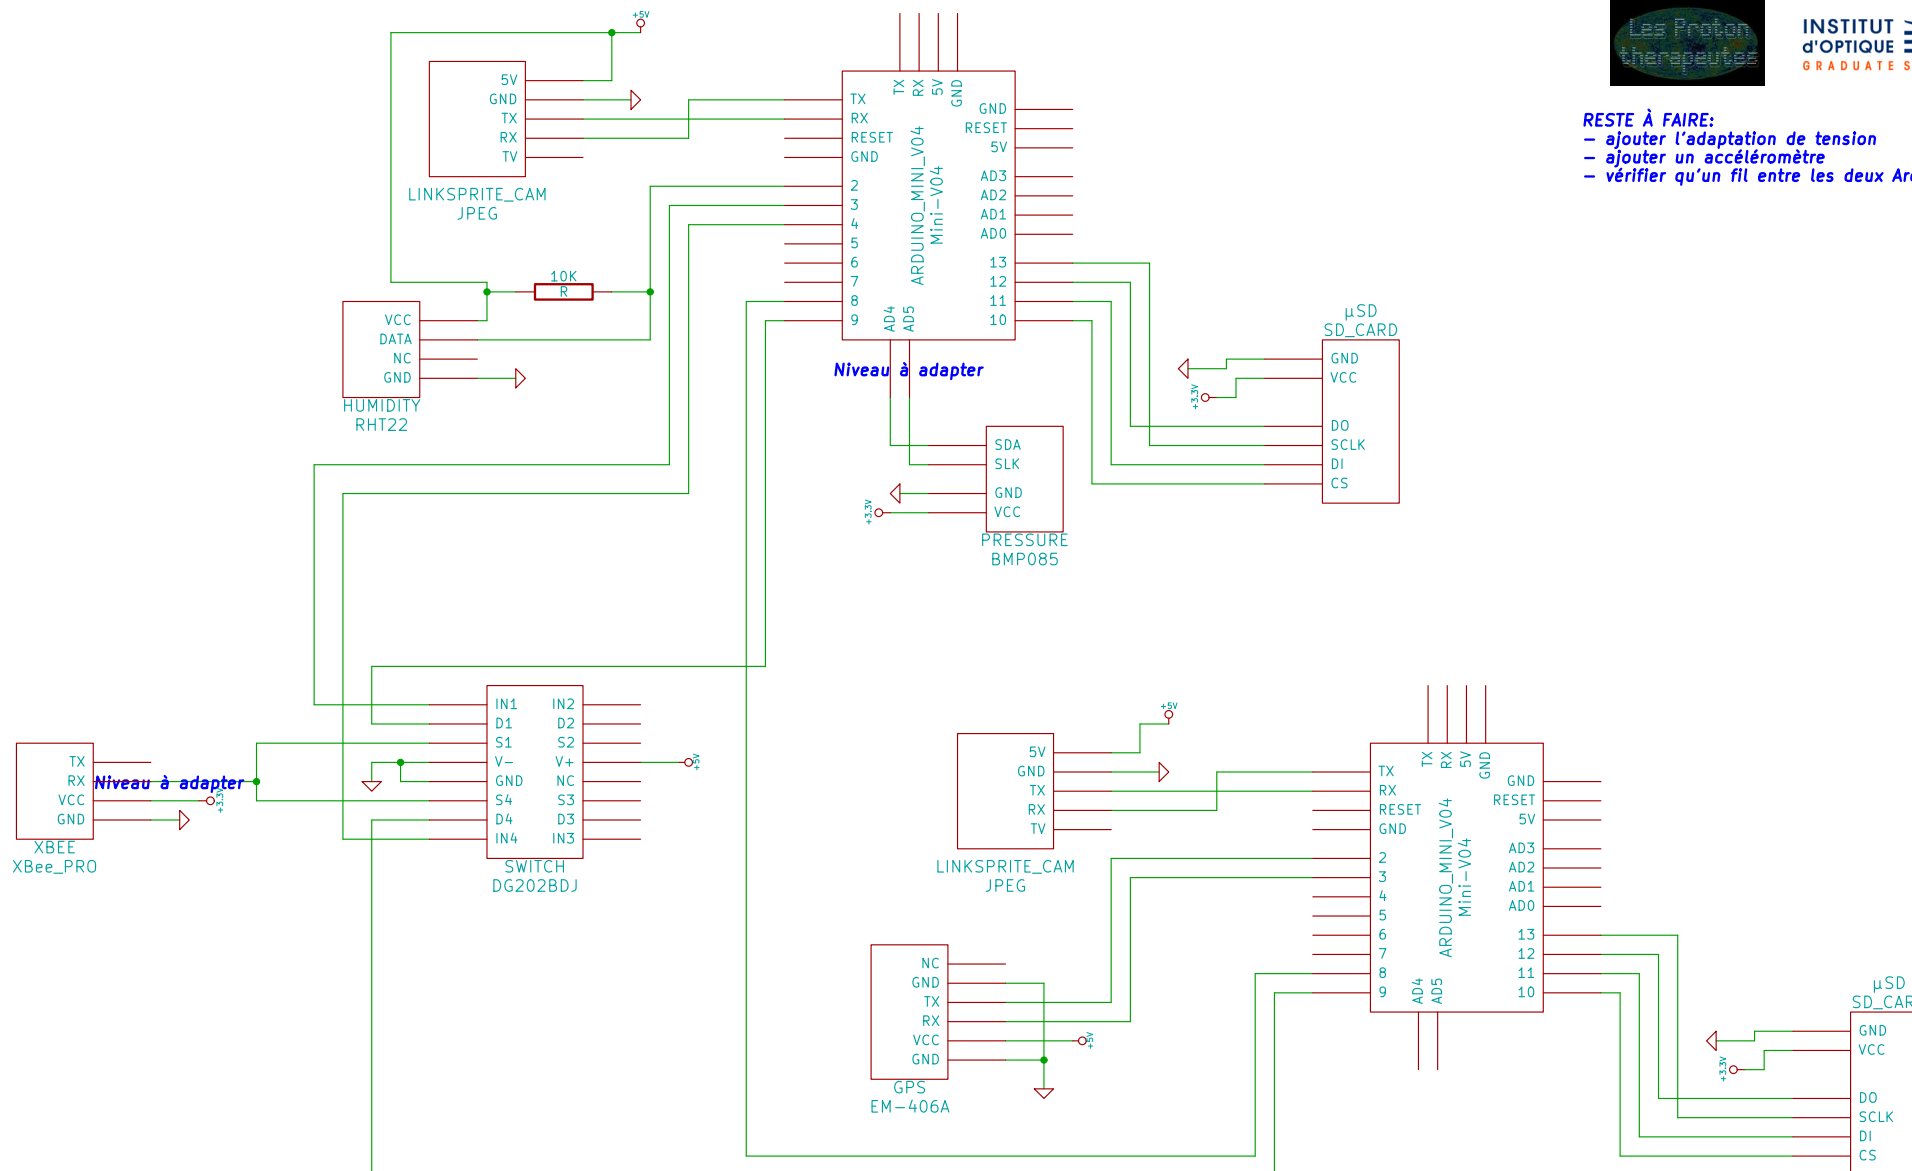 Les Proton
therapeutes
INSTITUT
d'OPTIQUE
GRADUATE S
RESTE À FAIRE:
– ajouter l'adaptation de tension
– ajouter un accéléromètre
– vérifier qu'un fil entre les deux
+5V
5V
GND
TX
RX
TV
LINKSPRITE_CAM
JPEG
TX
RX
5V
GND
TX
RX
RESET
GND
2
3
4
5
6
7
8
9
ARDUINO_MINI_V04
Mini-V04
GND
RESET
5V
AD3
AD2
AD1
AD0
13
12
11
10
AD4
AD5
Niveau à adapter
10K
R
VCC
DATA
NC
GND
HUMIDITY
RHT22
µSD
SD_CARD
GND
VCC
+3.3V
DO
SCLK
DI
CS
SDA
SLK
GND
VCC
+3.3V
PRESSURE
BMP085
TX
RX
VCC
GND
Niveau à adapter
+3.3V
XBEE
XBee_PRO
IN1
D1
S1
V-
GND
S4
D4
IN4
IN2
D2
S2
V+
NC
S3
D3
IN3
+5V
SWITCH
DG202BDJ
+5V
5V
GND
TX
RX
TV
LINKSPRITE_CAM
JPEG
TX
RX
5V
GND
TX
RX
RESET
GND
2
3
4
5
6
7
8
9
ARDUINO_MINI_V04
Mini-V04
GND
RESET
5V
AD3
AD2
AD1
AD0
13
12
11
10
AD4
AD5
NC
GND
TX
RX
VCC
GND
+5V
GPS
EM-406A
µSD
SD_CAR
GND
VCC
+3.3V
DO
SCLK
DI
CS